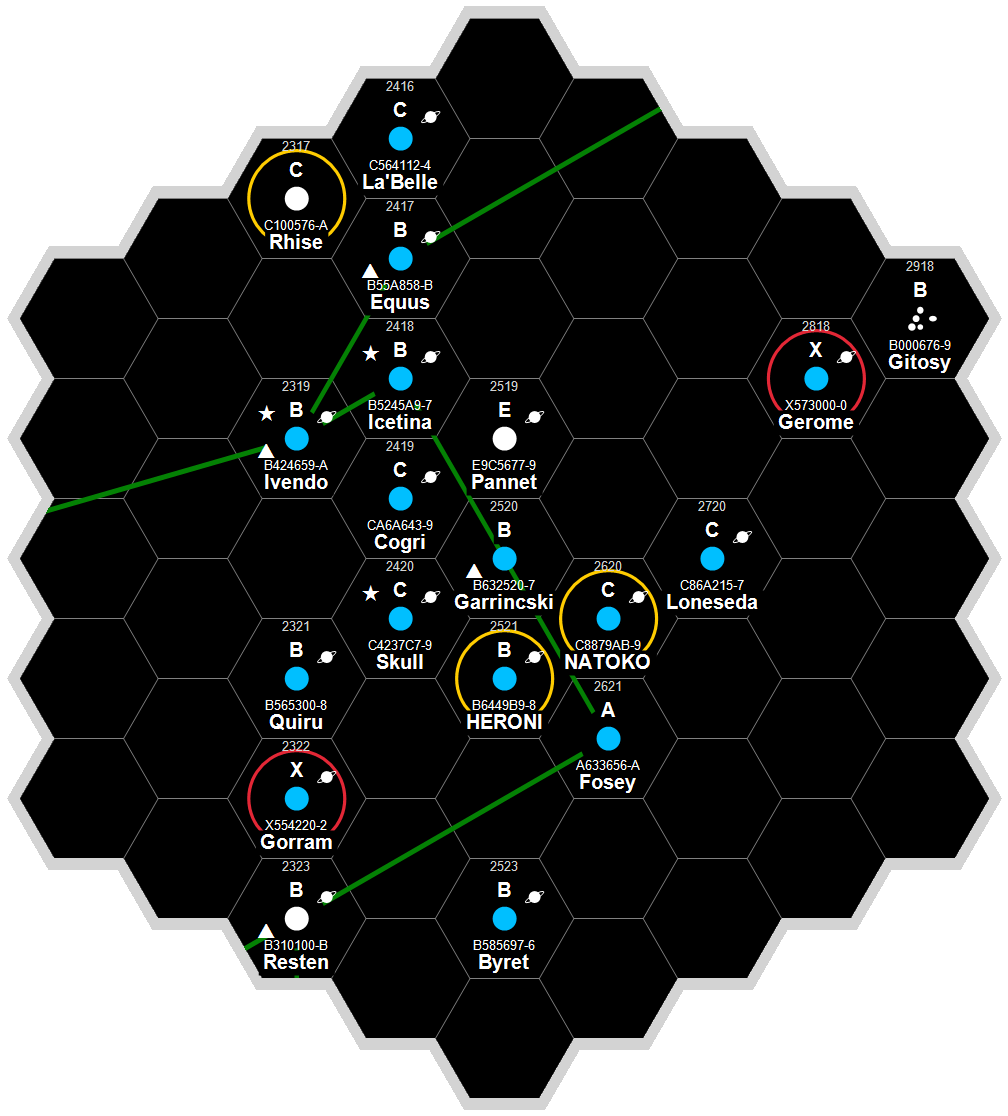 2416
C
C564112-4
La'Belle
2317
C
C100576-A
Rhise
2417
B
B55A858-B
Equus
2918
B
B000676-9
Gitosy
2418
B
B5245A9-7
Icetina
2818
X
X573000-0
Gerome
2319
B
B424659-A
Ivendo
2519
E
E9C5677-9
Pannet
2419
C
CA6A643-9
Cogri
2520
B
B632520-7
Garrincski
2720
C
C86A215-7
Loneseda
2420
C
C4237C7-9
Skull
2620
C
C8879AB-9
NATOKO
2321
B
B565300-8
Quiru
2521
B
B6449B9-8
HERONI
2621
A
A633656-A
Fosey
2322
X
X554220-2
Gorram
2323
B
B310100-B
Resten
2523
B
B585697-6
Byret